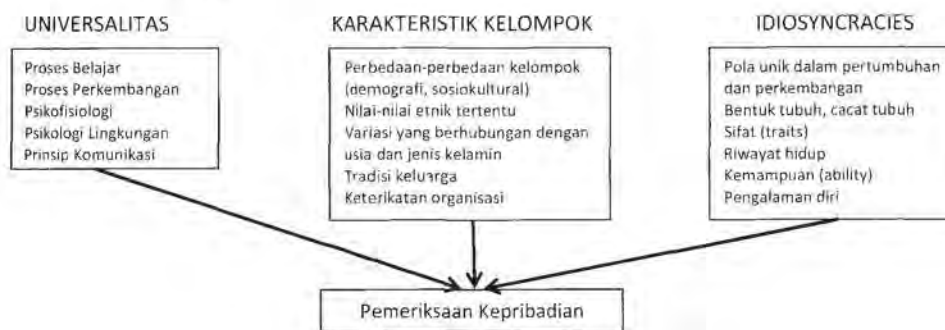 UNIVERSALITAS
Proses Belajar
Proses Perkembangan
Psikofisiologi
Psikologi Lingkungan
Prinsip Komunikasi
KARAKTERISTIK KELOMPOK
Perbedaan-perbedaan kelompok
(demografi, sosiokultural)
Nilai-nilai etnik tertentu
Variasi yang berhubungan dengan
usia dan jenis kelamin
Tradisi keluarga
Keterikatan organisasi
IDIOSYNCRACIES
Pola unik dalam pertumbuhan
dan perkembangan
Bentuk tubuh, cacat tubuh
Sifat (traits)
Riwayat hidup
Kemampuan (ability)
Pengalaman diri
Pemeriksaan Kepribadian